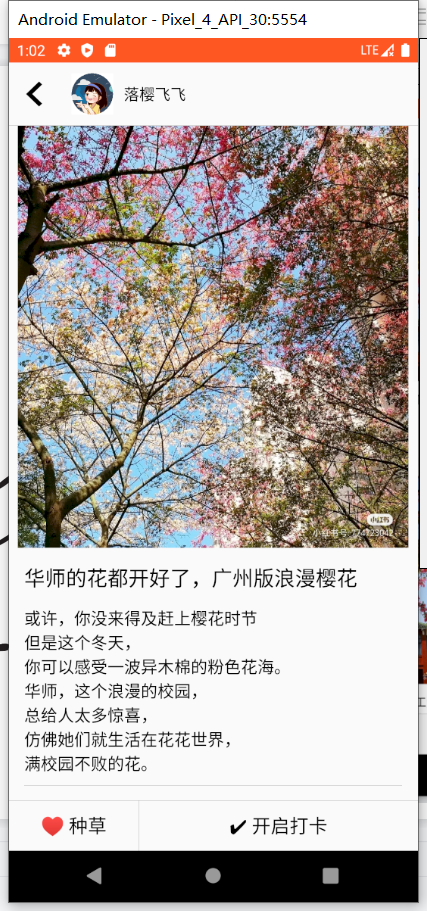 Android Emulator - Pixel_4_API_30:5554
1:02 LTE
落樱飞飞
小红书
华师的花都开好了，广州版浪漫樱花
或许，你没来得及赶上樱花时节
但是这个冬天，
你可以感受一波异木棉的粉色花海。
华师，这个浪漫的校园，
总给人太多惊喜，
仿佛她们就生活在花花世界，
满校园不败的花。
种草
开启打卡